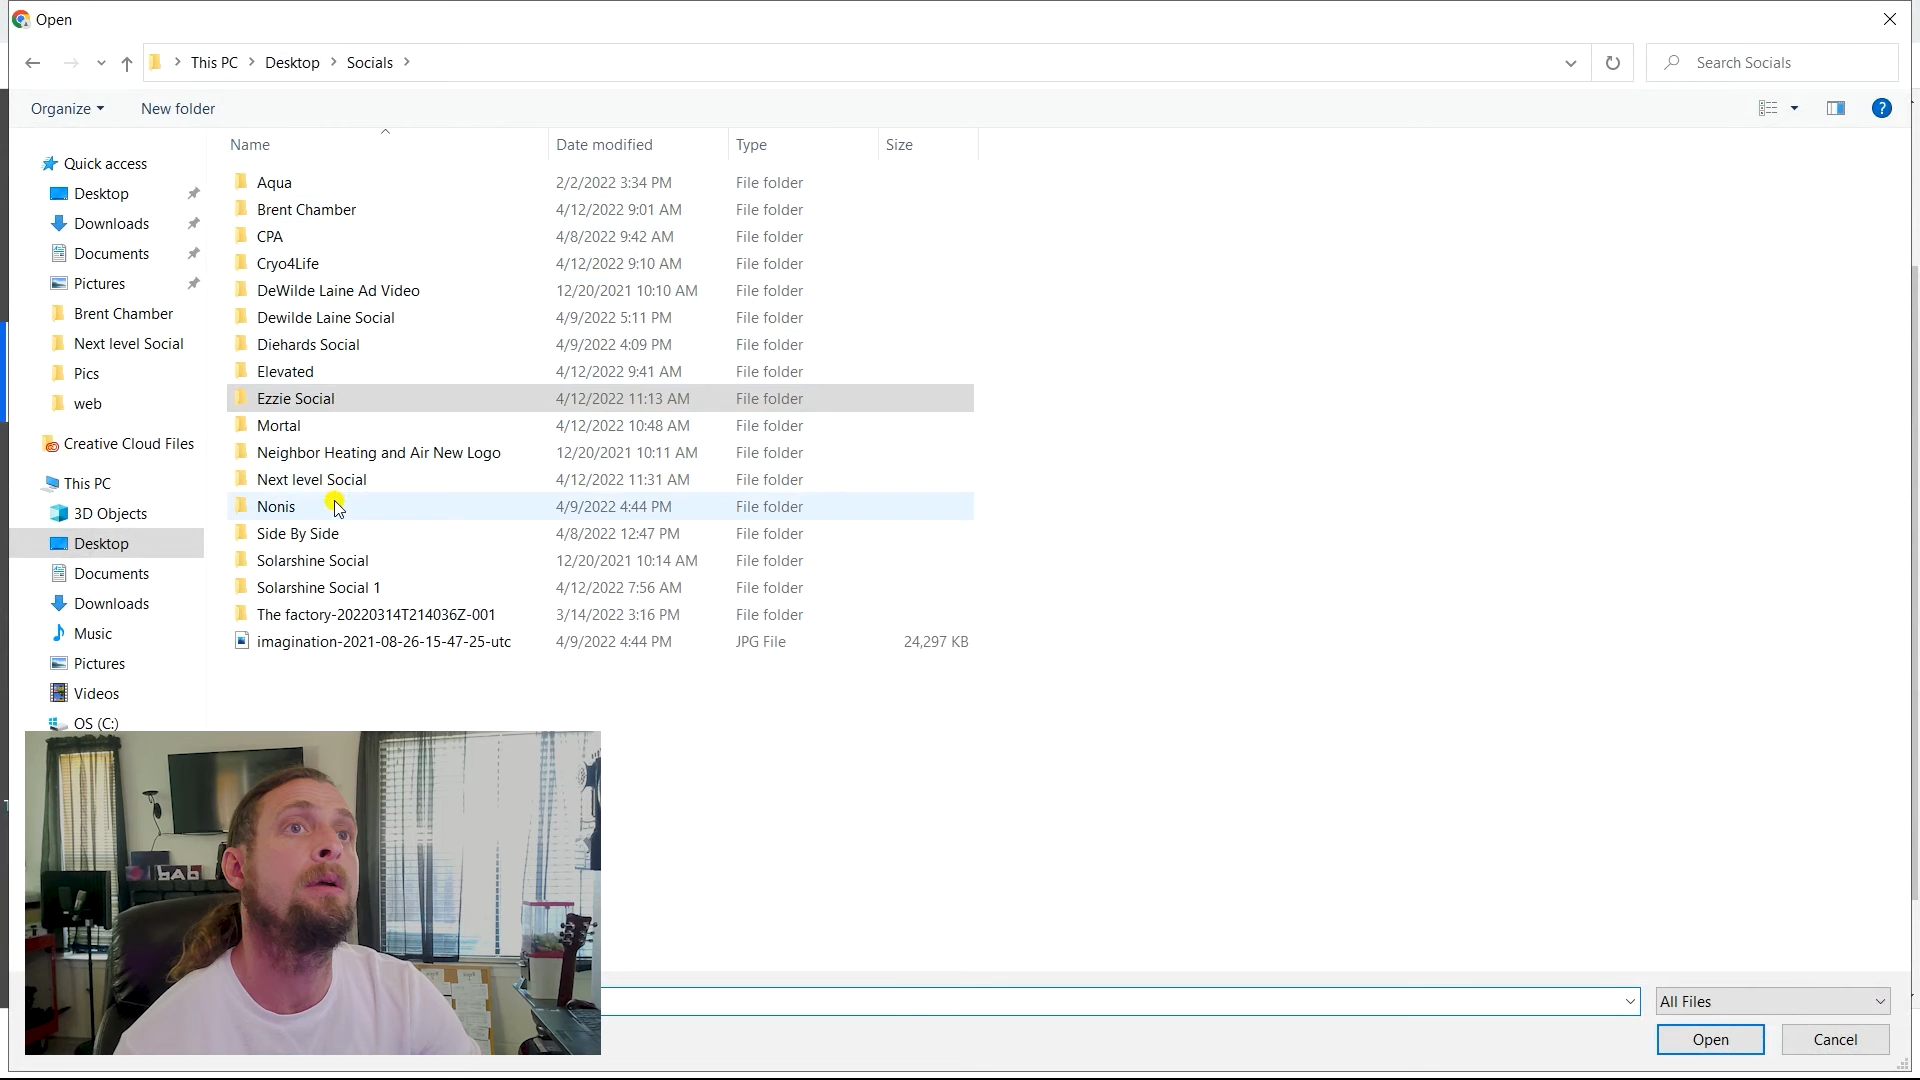 Open
This PC > Desktop > Socials >
Search Socials
Organize
New folder
?
Name Date modified Type Size
Quick access
Desktop
Downloads
Documents
Pictures
Brent Chamber
Next level Social
Pics
web
Creative Cloud Files
This PC
3D Objects
Desktop
Documents
Downloads
Music
Pictures
Videos
OS (C:)
Aqua 2/2/2022 3:34 PM File folder
Brent Chamber 4/12/2022 9:01 AM File folder
CPA 4/8/2022 9:42 AM File folder
Cryo4Life 4/12/2022 9:10 AM File folder
DeWilde Laine Ad Video 12/20/2021 10:10 AM File folder
Dewilde Laine Social 4/9/2022 5:11 PM File folder
Diehards Social 4/9/2022 4:09 PM File folder
Elevated 4/12/2022 9:41 AM File folder
Ezzie Social 4/12/2022 11:13 AM File folder
Mortal 4/12/2022 10:48 AM File folder
Neighbor Heating and Air New Logo 12/20/2021 10:11 AM File folder
Next level Social 4/12/2022 11:31 AM File folder
Nonis 4/9/2022 4:44 PM File folder
Side By Side 4/8/2022 12:47 PM File folder
Solarshine Social 12/20/2021 10:14 AM File folder
Solarshine Social 1 4/12/2022 7:56 AM File folder
The factory-20220314T214036Z-001 3/14/2022 3:16 PM File folder
imagination-2021-08-26-15-47-25-utc 4/9/2022 4:44 PM JPG File 24,297 KB
All Files
Open
Cancel